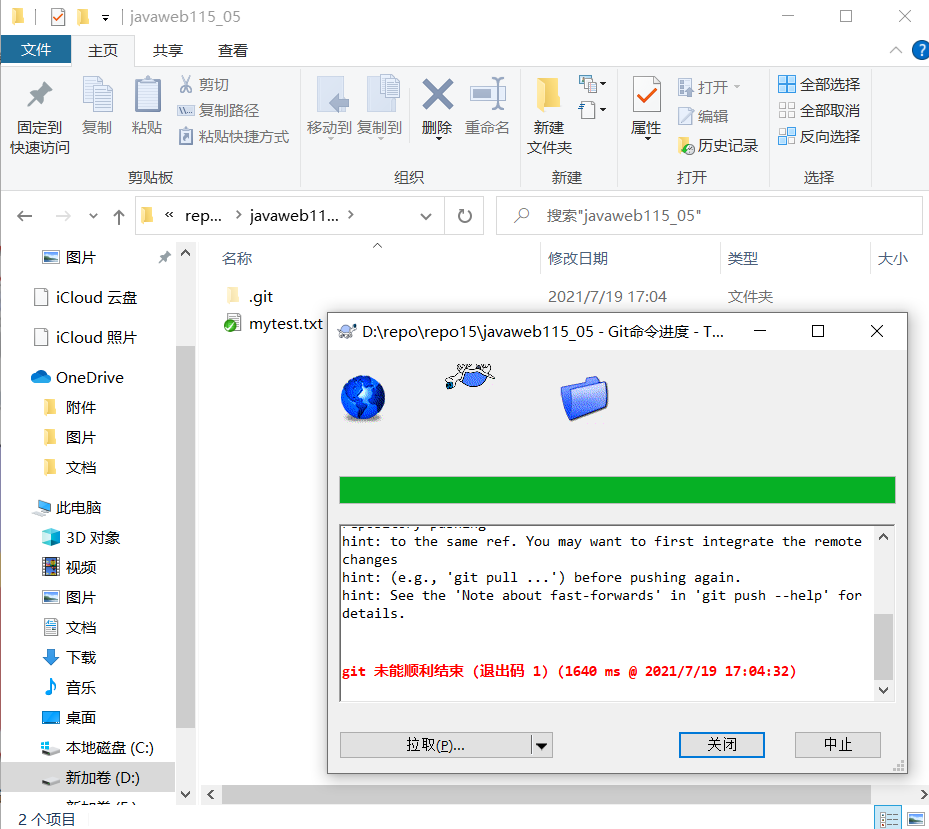 javaweb115_05
文件 主页 共享 查看
固定到快速访问
复制
粘贴
剪切
复制路径
粘贴快捷方式
剪贴板
移动到
复制到
删除
重命名
组织
新建文件夹
新建
属性
打开
编辑
历史记录
打开
全部选择
全部取消
反向选择
选择
« rep... › javaweb11... ›
搜索"javaweb115_05"
图片
iCloud 云盘
iCloud 照片
OneDrive
附件
图片
文档
此电脑
3D 对象
视频
图片
文档
下载
音乐
桌面
本地磁盘 (C:)
新加卷 (D:)
名称 修改日期 类型 大小
.git 2021/7/19 17:04 文件夹
mytest.txt
D:\repo\repo15\javaweb115_05 - Git命令进度 - T...
repository pushing
hint: to the same ref. You may want to first integrate the remote
changes
hint: (e.g., 'git pull ...') before pushing again.
hint: See the 'Note about fast-forwards' in 'git push --help' for
details.
git 未能顺利结束 (退出码 1) (1640 ms @ 2021/7/19 17:04:32)
拉取(P)... 关闭 中止
2 个项目